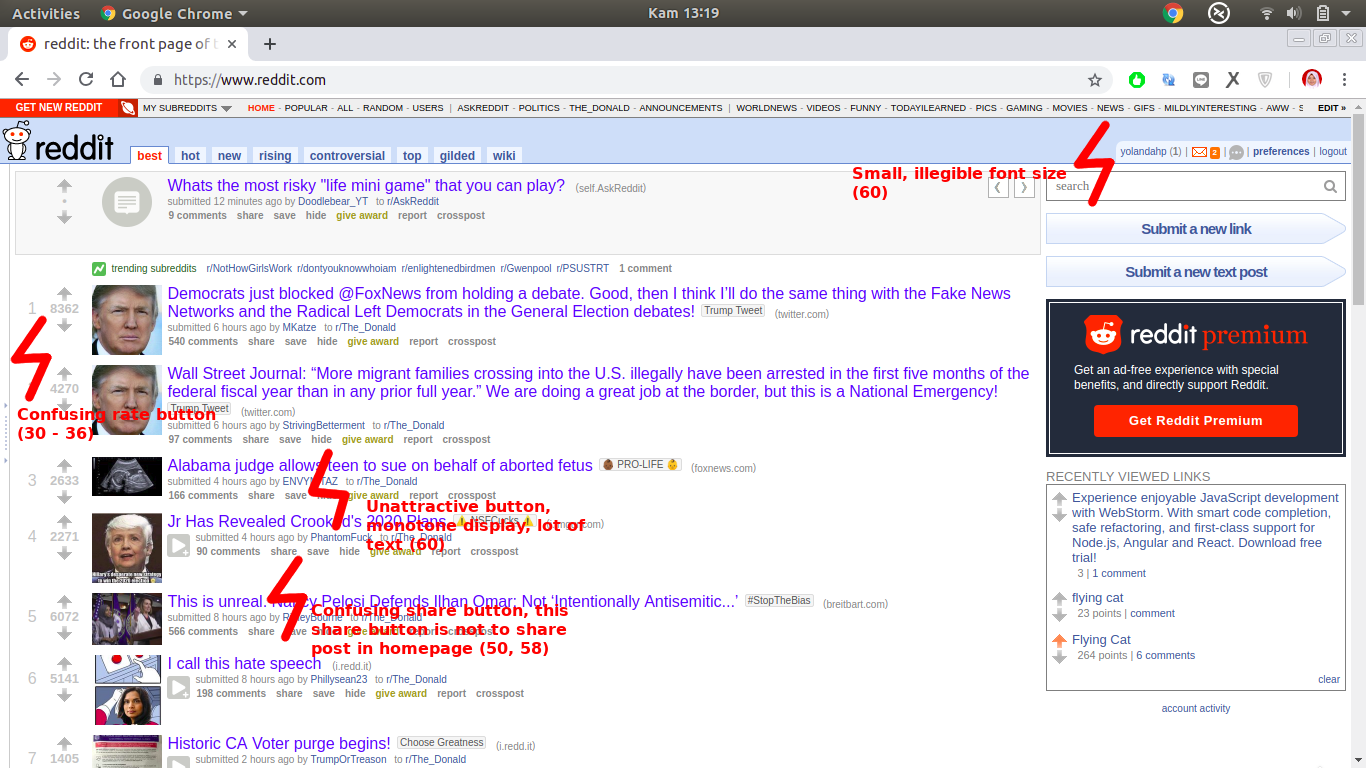 Activities Google Chrome Kam 13:19
reddit: the front page of t
https://www.reddit.com
GET NEW REDDIT MY SUBREDDITS HOME - POPULAR - ALL - RANDOM - USERS | ASKREDDIT - POLITICS - THE_DONALD - ANNOUNCEMENTS | WORLDNEWS - VIDEOS - FUNNY - TODAYILEARNED - PICS - GAMING - MOVIES - NEWS - GIFS - MILDLYINTERESTING - AWW - S EDIT »
reddit best hot new rising controversial top gilded wiki
yolandahp (1) | 2 | preferences | logout
Small, illegible font size
(60)
search
Whats the most risky "life mini game" that you can play? (self.AskReddit)
submitted 12 minutes ago by Doodlebear_YT to r/AskReddit
9 comments share save hide give award report crosspost
Submit a new link
Submit a new text post
trending subreddits r/NotHowGirlsWork r/dontyouknowwhoiam r/enlightenedbirdmen r/Gwenpool r/PSUSTRT 1 comment
1 8362
Democrats just blocked @FoxNews from holding a debate. Good, then I think I'll do the same thing with the Fake News
Networks and the Radical Left Democrats in the General Election debates! Trump Tweet (twitter.com)
submitted 6 hours ago by MKatze to r/The_Donald
540 comments share save hide give award report crosspost
4270
Wall Street Journal: “More migrant families crossing into the U.S. illegally have been arrested in the first five months of the
federal fiscal year than in any prior full year.” We are doing a great job at the border, but this is a National Emergency!
Trump Tweet (twitter.com)
submitted 6 hours ago by StrivingBetterment to r/The_Donald
97 comments share save hide give award report crosspost
Confusing rate button
(30 - 36)
3 2633
Alabama judge allows teen to sue on behalf of aborted fetus PRO-LIFE (foxnews.com)
submitted 4 hours ago by to r/The_Donald
166 comments share save give award report crosspost
Unattractive button,
monotone display, lot of
text (60)
4 2271
Jr Has Revealed Crooked's 2020 Plans
submitted 4 hours ago by PhantomFuck to r/The_Donald
90 comments share save hide give award report crosspost
Hillary's desperate new strategy
to win the 2020 election
5 6072
This is unreal. Nancy Pelosi Defends Ilhan Omar: Not ‘Intentionally Antisemitic...’ #StopTheBias (breitbart.com)
submitted 8 hours ago by to r/The_Donald
566 comments share save give award report crosspost
Confusing share button, this
share button is not to share
post in homepage (50, 58)
6 5141
I call this hate speech (i.redd.it)
submitted 8 hours ago by Phillysean23 to r/The_Donald
198 comments share save hide give award report crosspost
7 1405
Historic CA Voter purge begins! Choose Greatness (i.redd.it)
submitted 2 hours ago by TrumpOrTreason to r/The_Donald
reddit premium
Get an ad-free experience with special
benefits, and directly support Reddit.
Get Reddit Premium
RECENTLY VIEWED LINKS
Experience enjoyable JavaScript development
with WebStorm. With smart code completion,
safe refactoring, and first-class support for
Node.js, Angular and React. Download free
trial!
3 | 1 comment
flying cat
23 points | comment
Flying Cat
264 points | 6 comments
clear
account activity